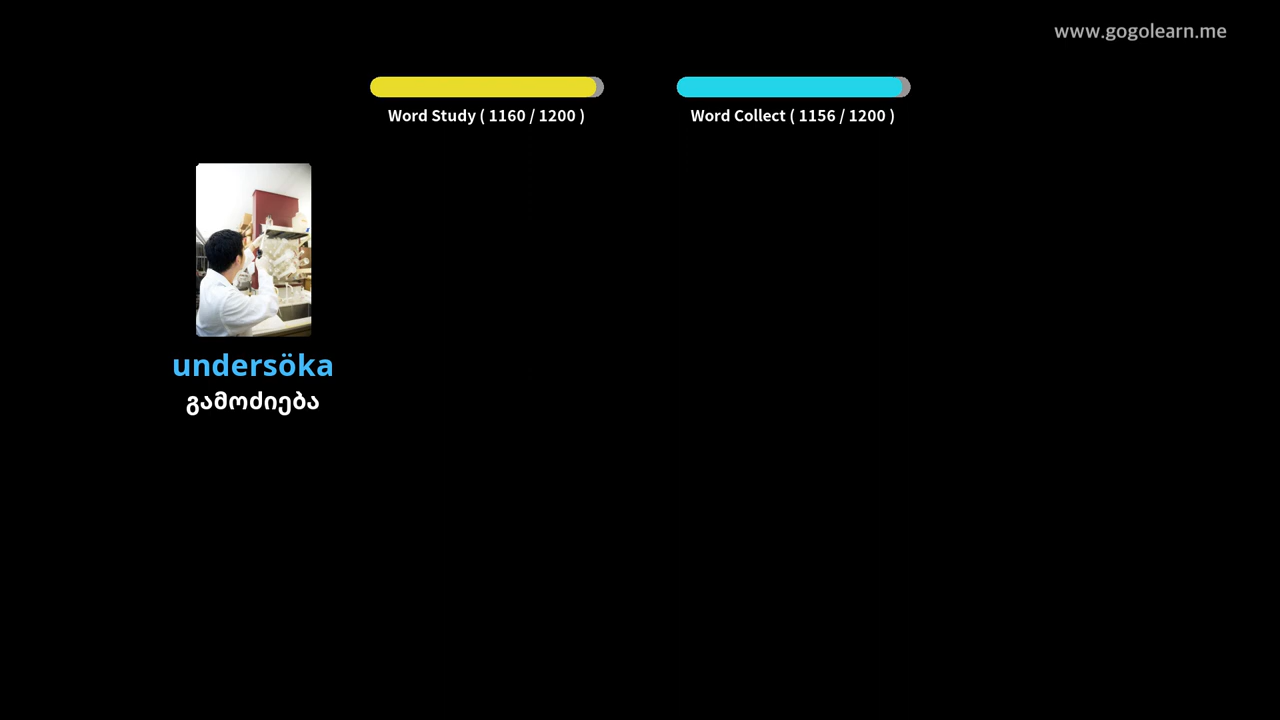 www.gogolearn.me
Word Study ( 1160 / 1200 )
Word Collect ( 1156 / 1200 )
undersöka
გამოძიება